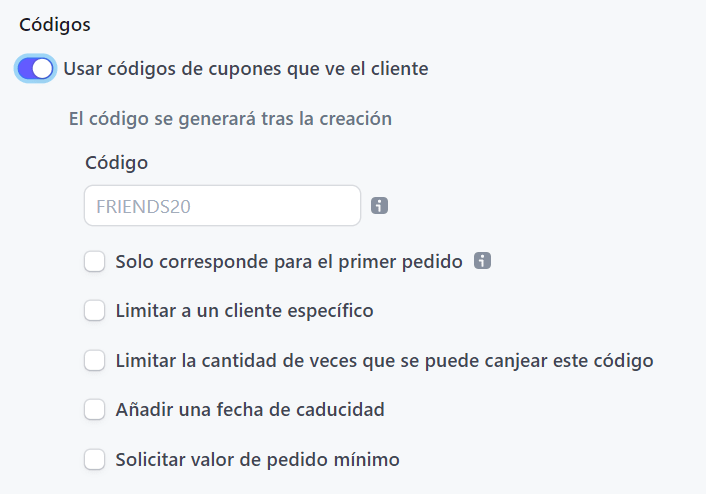 Códigos
Usar códigos de cupones que ve el cliente
El código se generará tras la creación
Código
FRIENDS20
Solo corresponde para el primer pedido
Limitar a un cliente específico
Limitar la cantidad de veces que se puede canjear este código
Añadir una fecha de caducidad
Solicitar valor de pedido mínimo